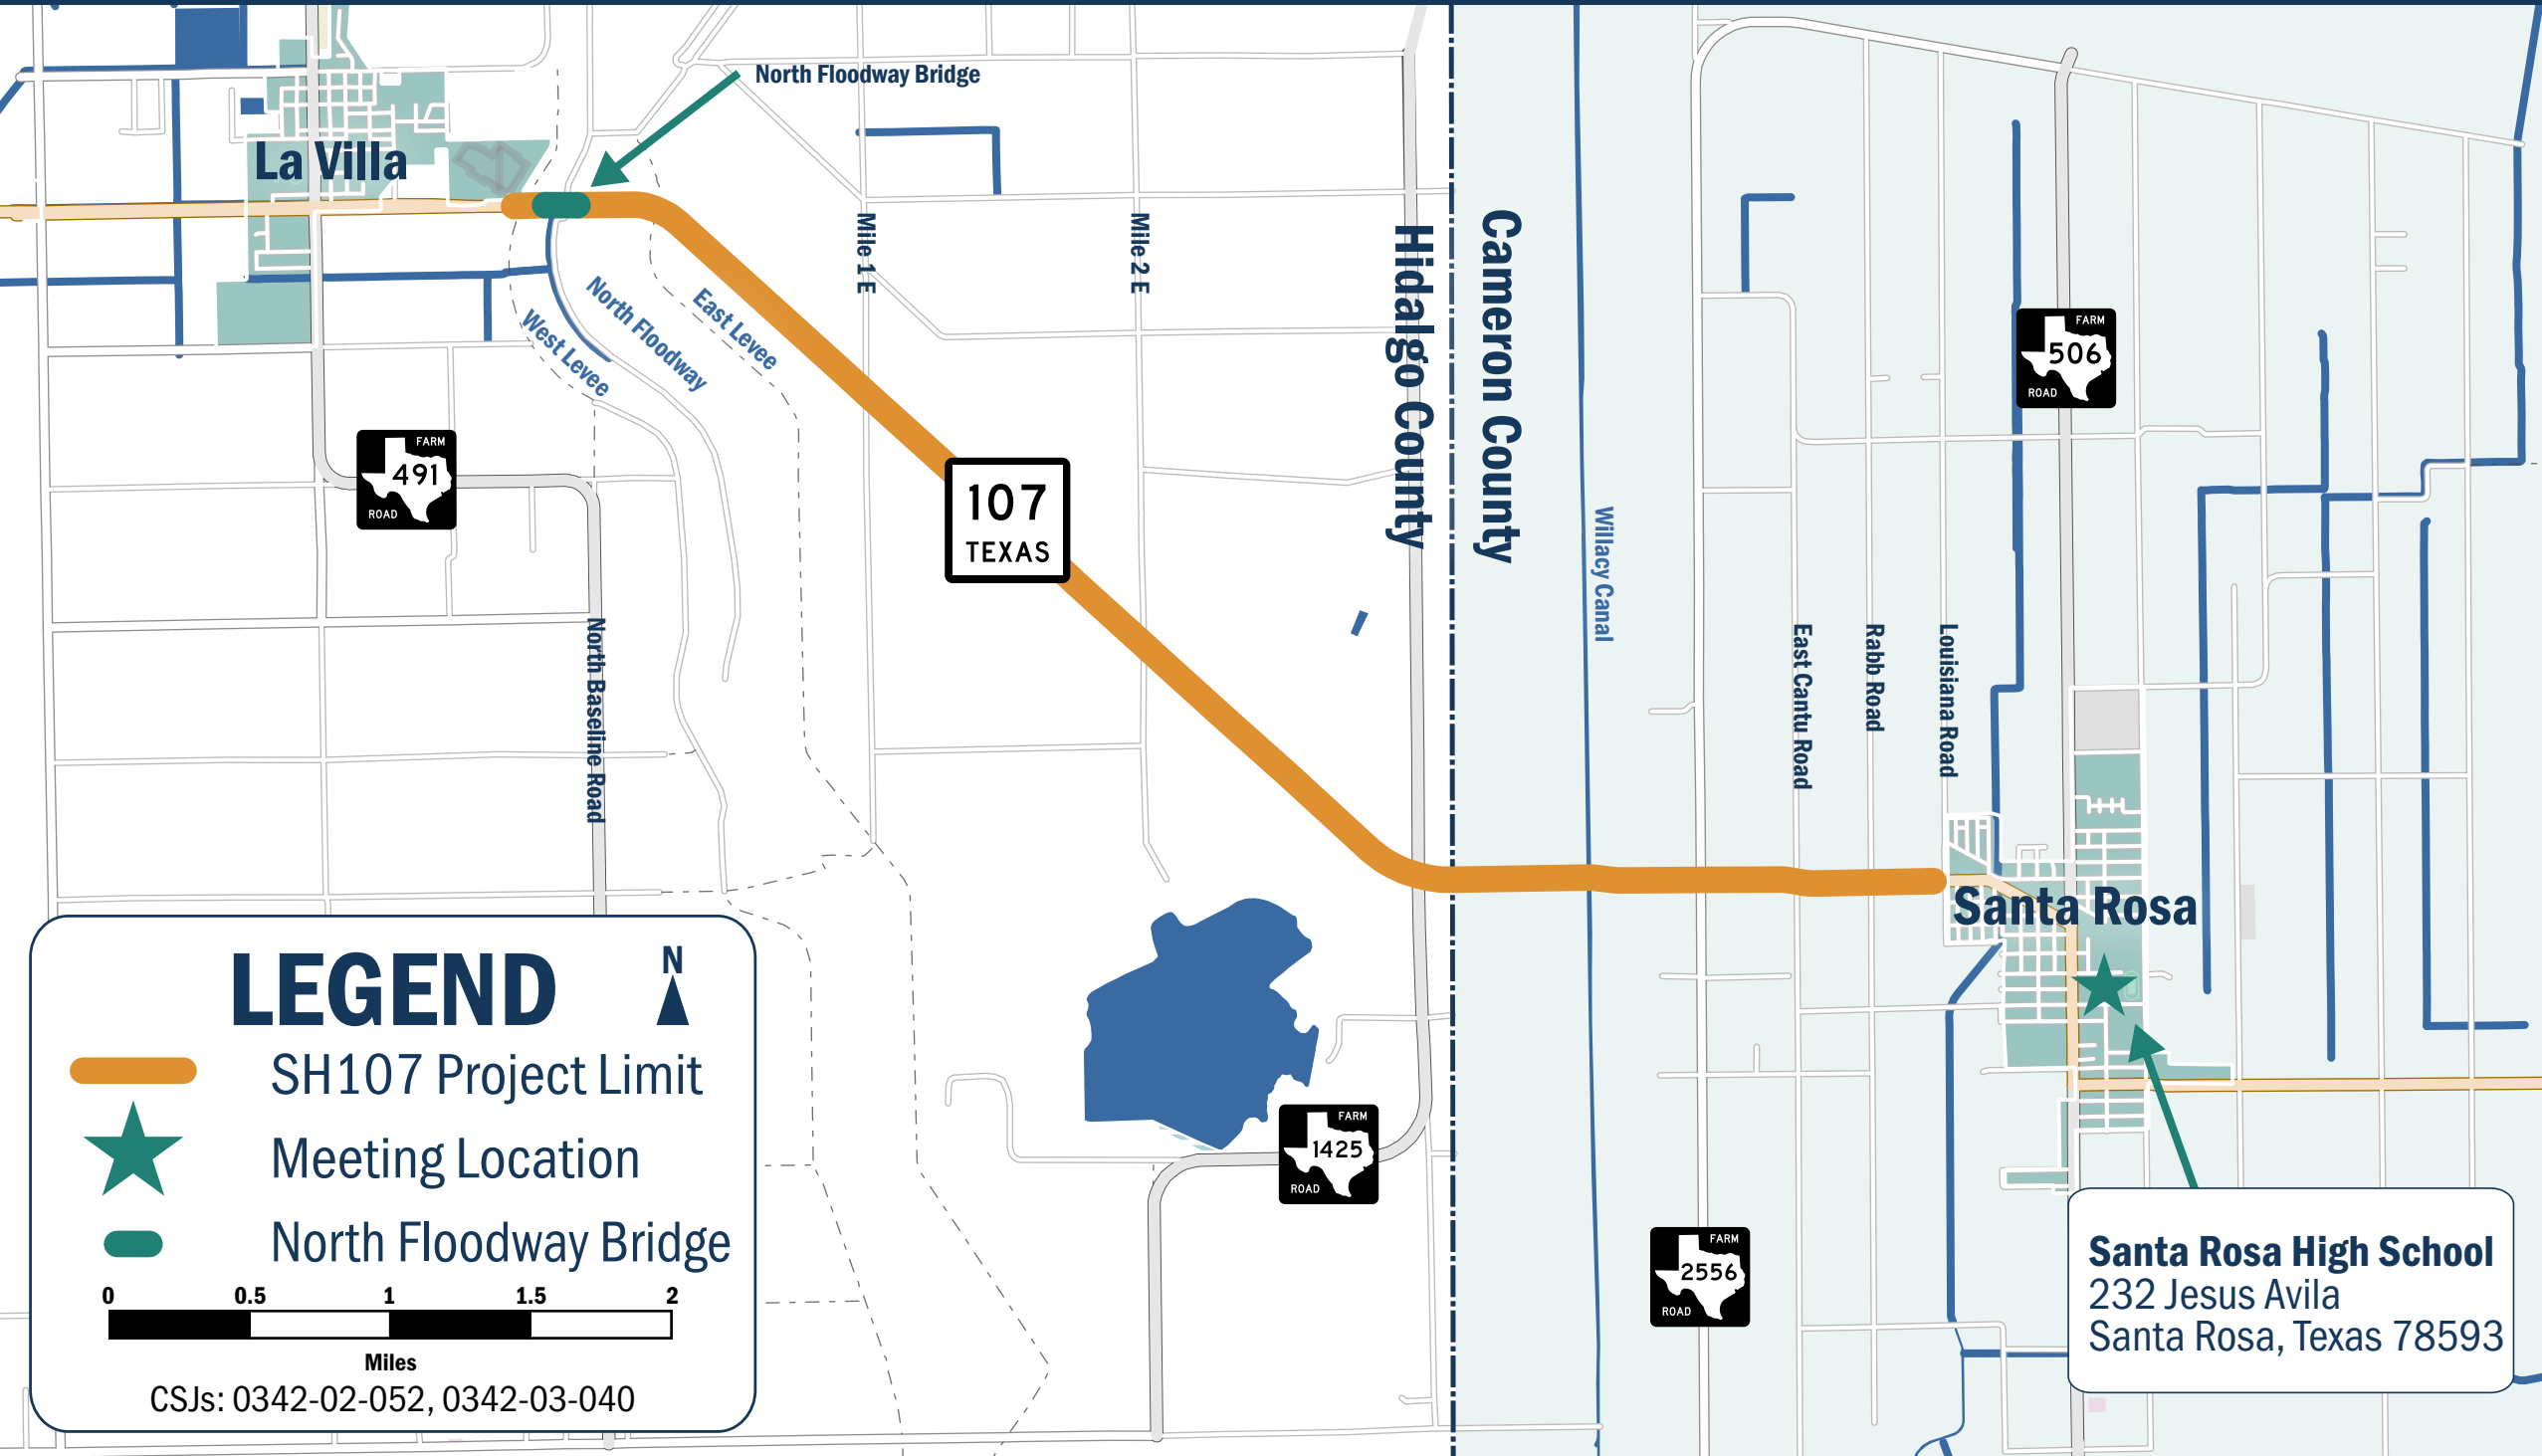 North Floodway Bridge
La Villa
Mile 1 E
Mile 2 E
Hidalgo County
Cameron County
West Levee
North Floodway
East Levee
FARM
506
ROAD
FARM
491
ROAD
107
TEXAS
Willacy Canal
North Baseline Road
East Cantu Road
Rabb Road
Louisiana Road
Santa Rosa
LEGEND
N
SH107 Project Limit
Meeting Location
North Floodway Bridge
0 0.5 1 1.5 2
Miles
CSJs: 0342-02-052, 0342-03-040
FARM
1425
ROAD
FARM
2556
ROAD
Santa Rosa High School
232 Jesus Avila
Santa Rosa, Texas 78593